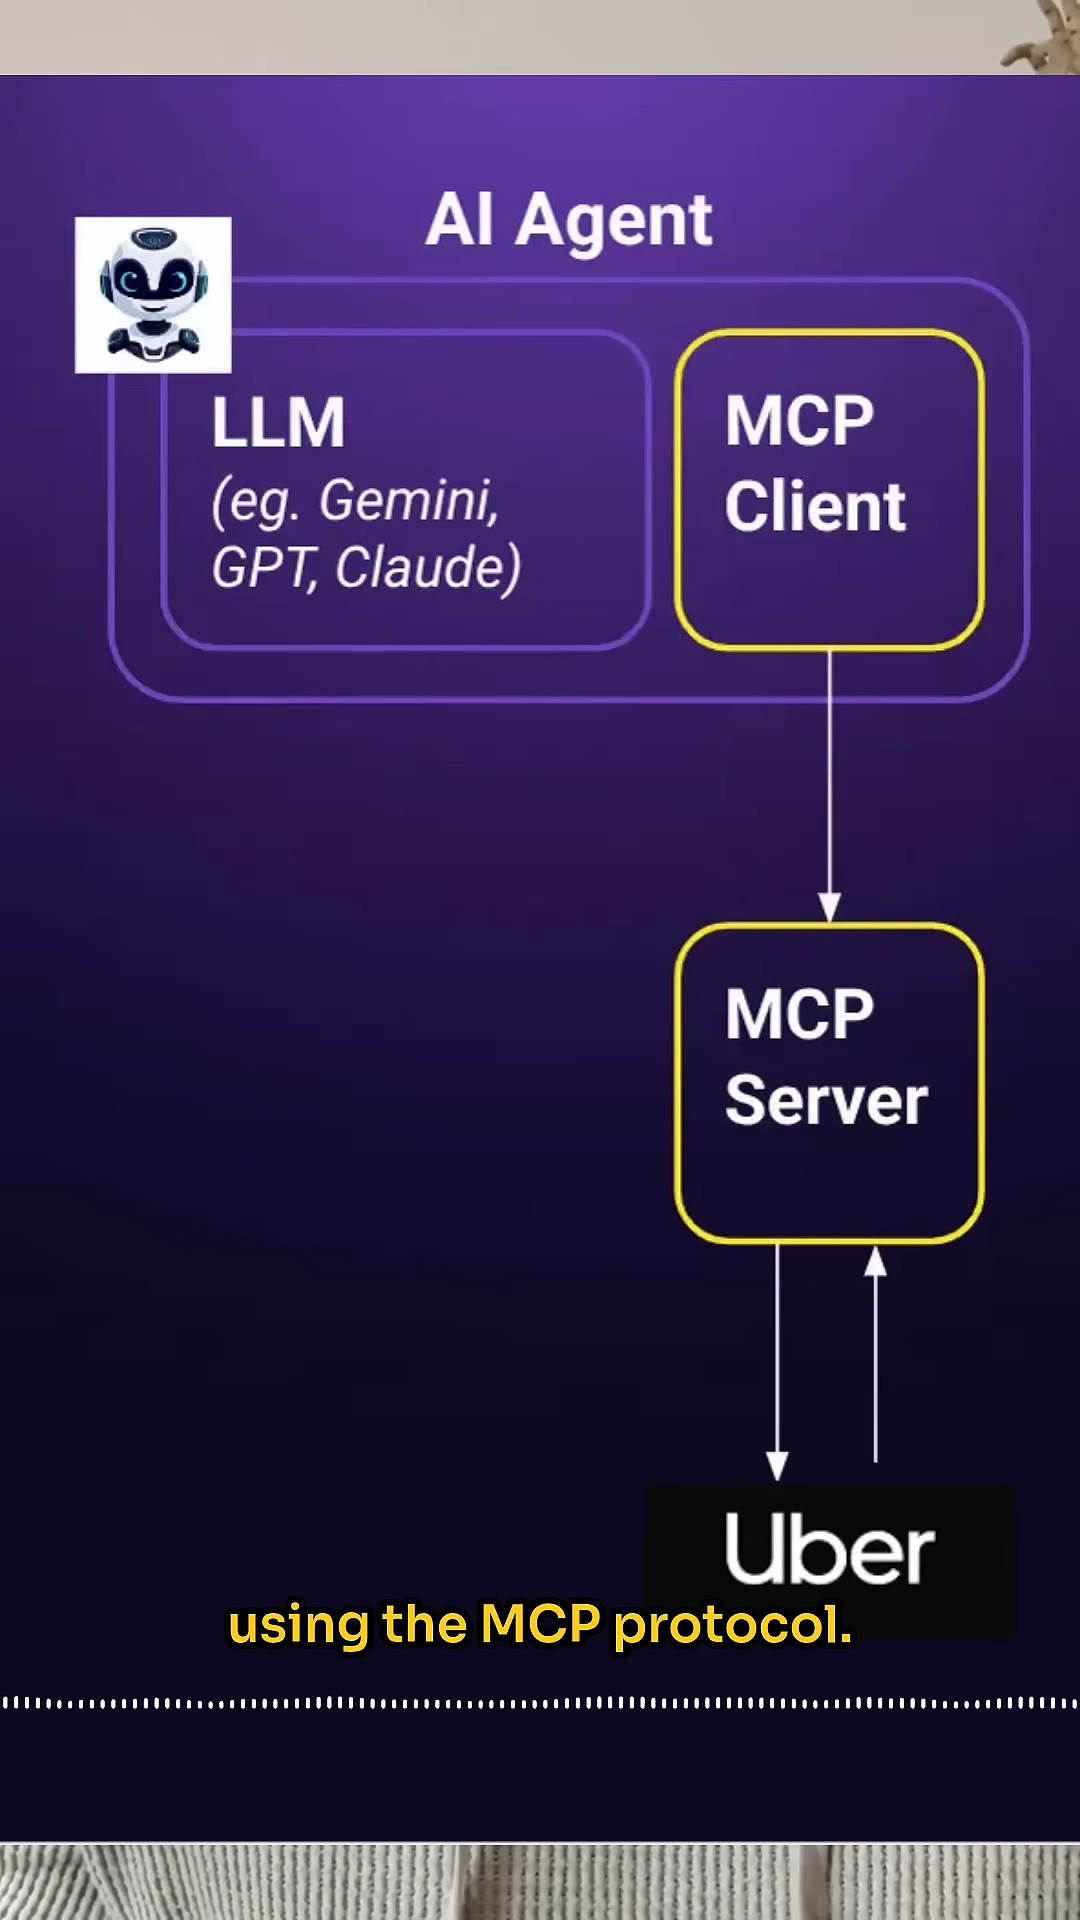 AI Agent
LLM
(eg. Gemini,
GPT, Claude)
MCP
Client
MCP
Server
Uber
using the MCP protocol.